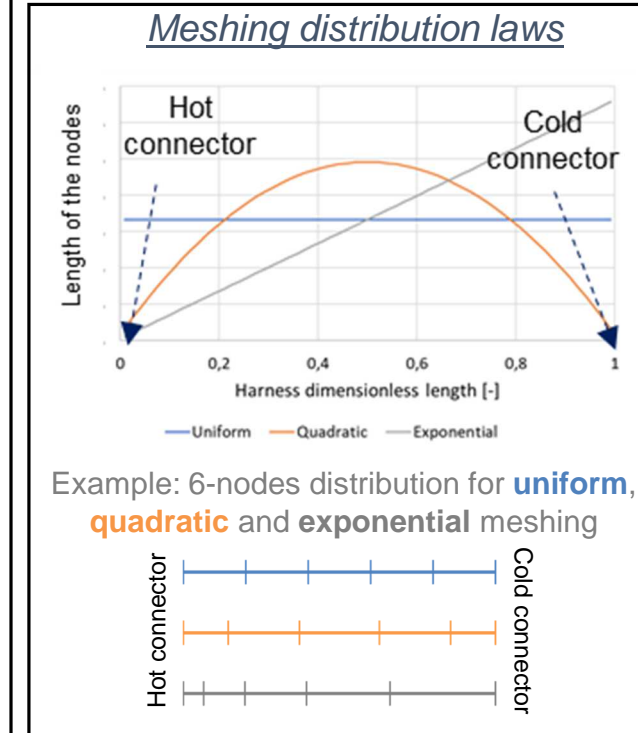 Meshing distribution laws
Hot
connector
Cold
connector
Length of the nodes
0 0,2 0,4 0,6 0,8 1
Harness dimensionless length [-]
Uniform Quadratic Exponential
Example: 6-nodes distribution for uniform,
quadratic and exponential meshing
Hot connector
Cold connector